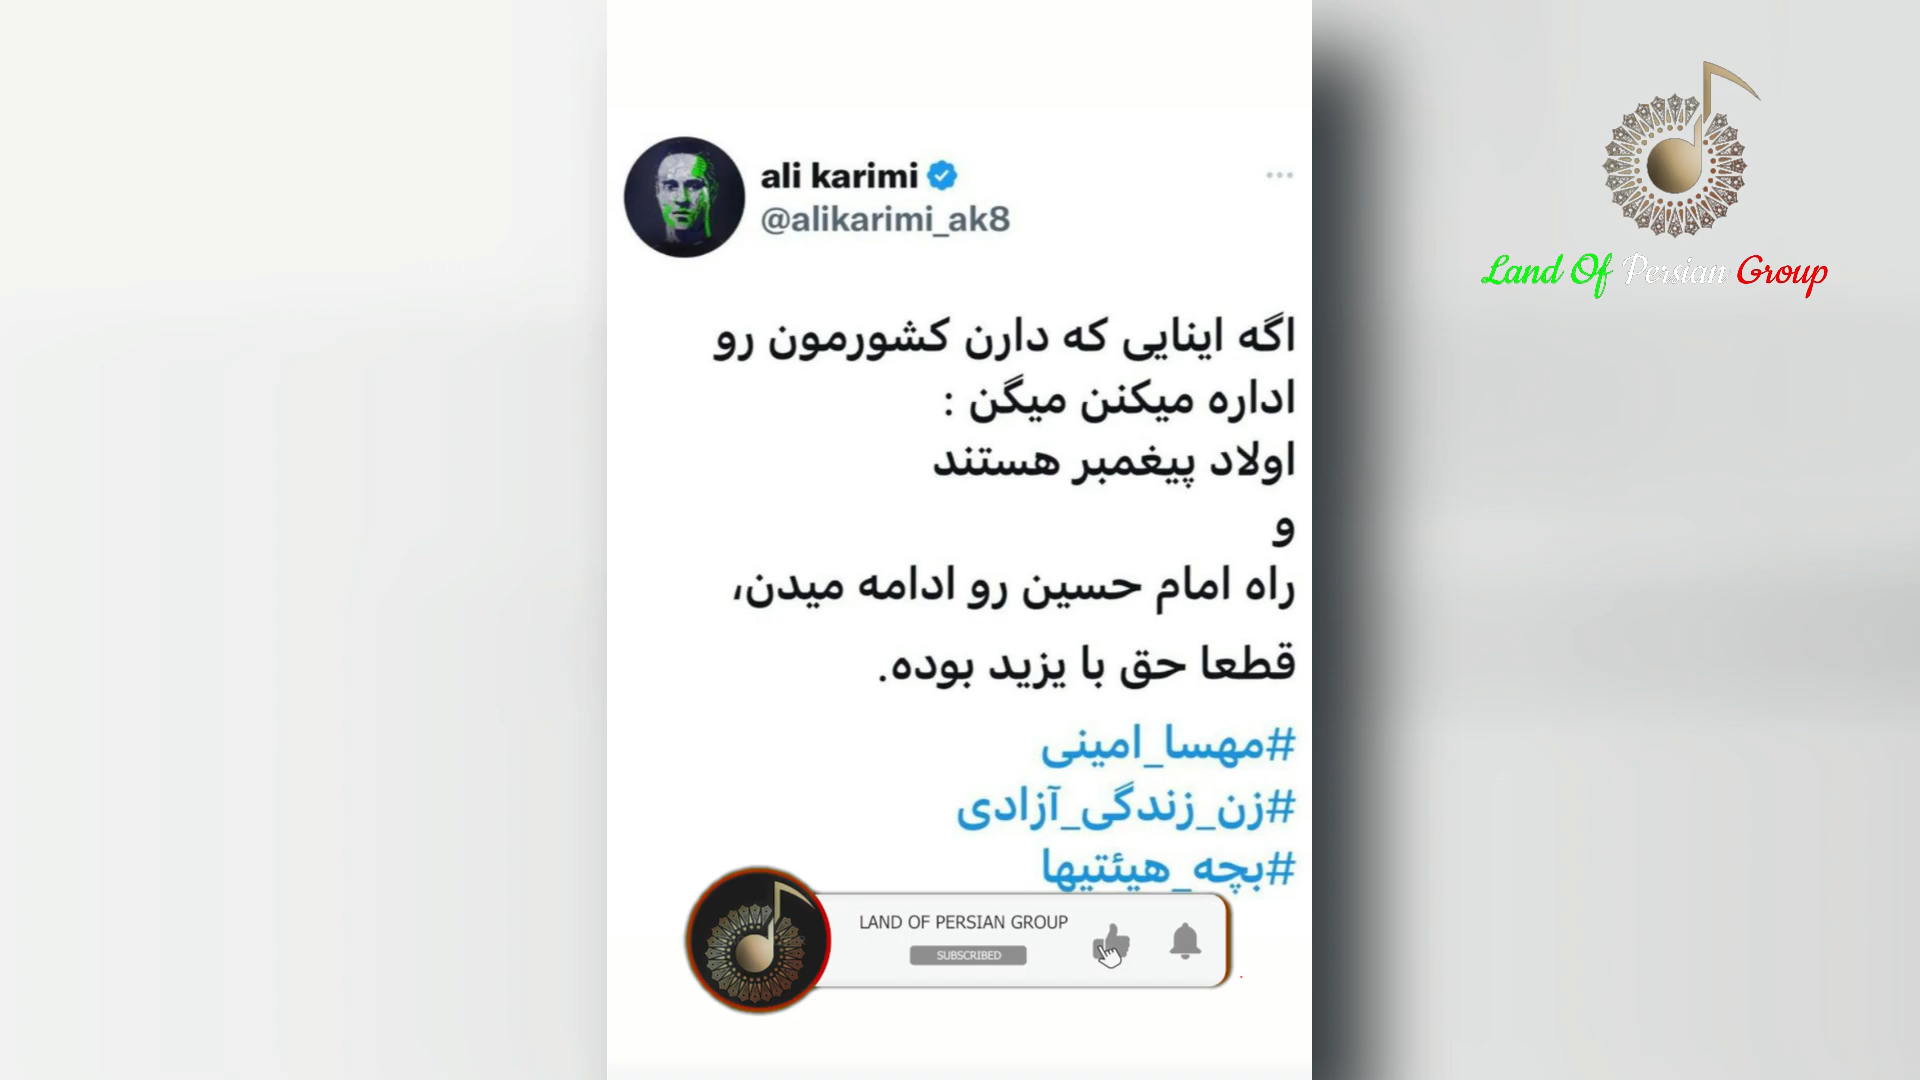 ali karimi
@alikarimi_ak8
اگه اینایی که دارن کشورمون رو
اداره میکنن میگن :
اولاد پیغمبر هستند
و
راه امام حسین رو ادامه میدن،
قطعا حق با یزید بوده.
#مهسا_امینی
#زن_زندگی_آزادی
#بچه_هیئتیها
LAND OF PERSIAN GROUP
SUBSCRIBED
Land Of Persian Group